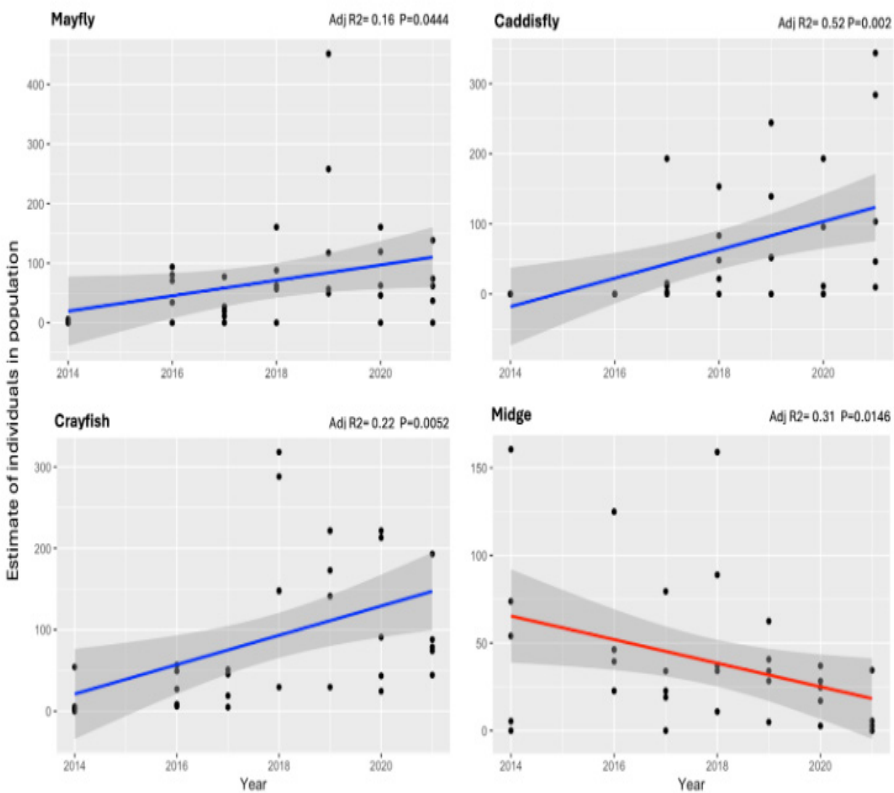 Mayfly
Adj R2= 0.16 P=0.0444
Caddisfly
Adj R2= 0.52 P=0.002
400
300
200
100
0
2014 2016 2018 2020
300
200
100
0
2014 2016 2018 2020
Estimate of individuals in population
Crayfish
Adj R2= 0.22 P=0.0052
Midge
Adj R2= 0.31 P=0.0146
300
200
100
0
2014 2016 2018 2020
Year
150
100
50
0
2014 2016 2018 2020
Year